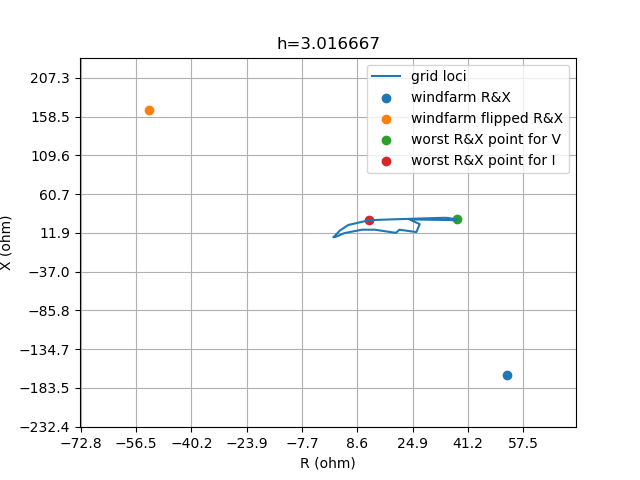 h=3.016667
grid loci
windfarm R&X
windfarm flipped R&X
worst R&X point for V
worst R&X point for I
207.3
158.5
109.6
60.7
11.9
−37.0
−85.8
−134.7
−183.5
−232.4
X (ohm)
−72.8 −56.5 −40.2 −23.9 −7.7 8.6 24.9 41.2 57.5
R (ohm)